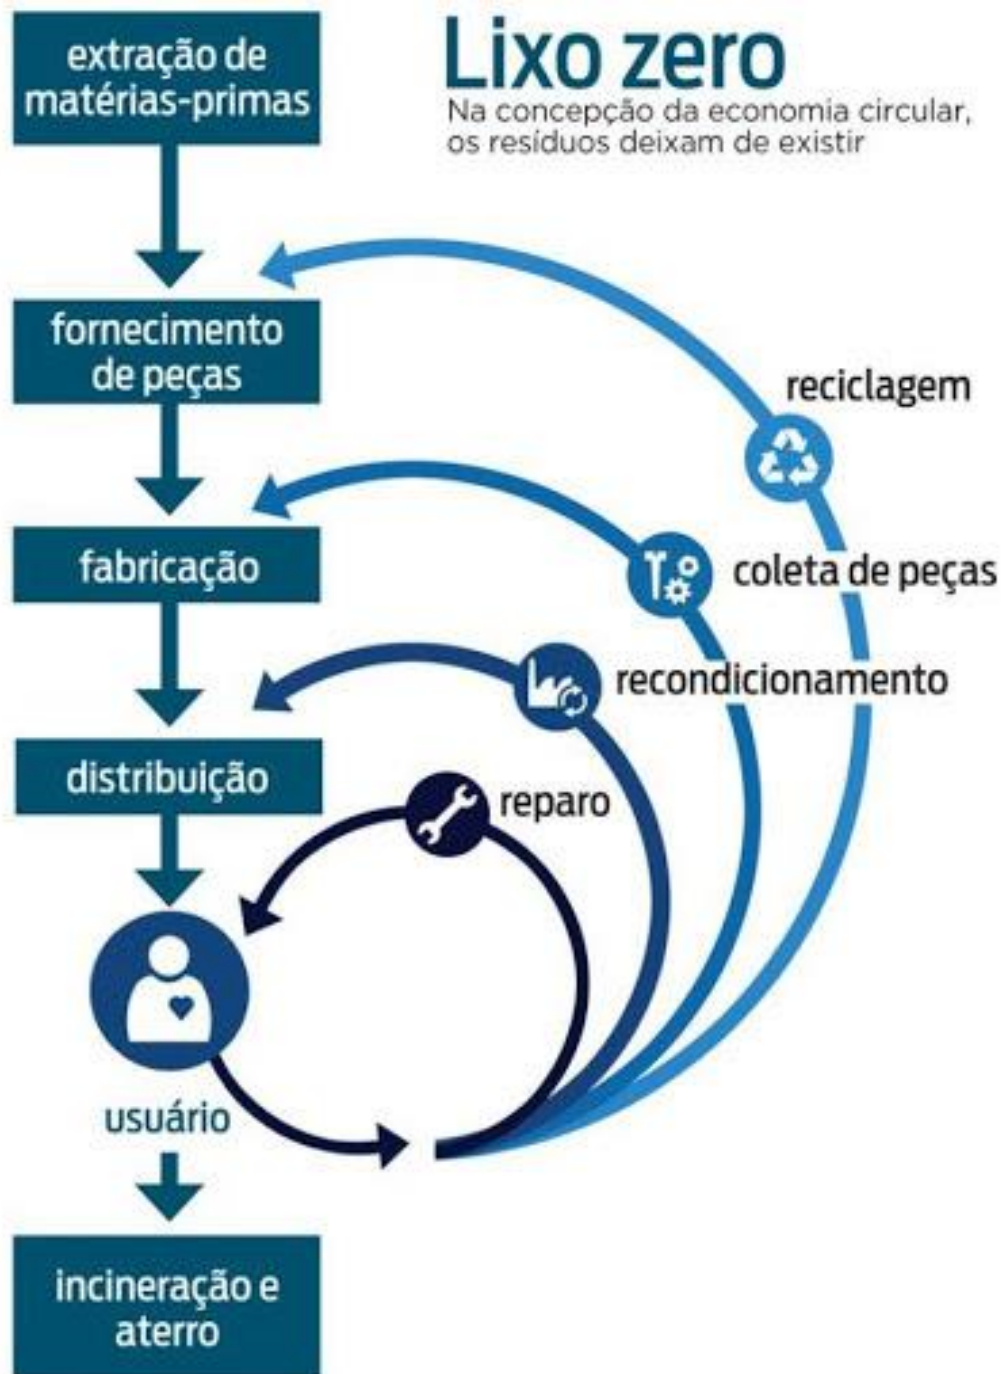 Lixo zero
Na concepção da economia circular,
os resíduos deixam de existir
extração de
matérias-primas
fornecimento
de peças
reciclagem
fabricação
coleta de peças
recondicionamento
distribuição
reparo
usuário
incineração e
aterro